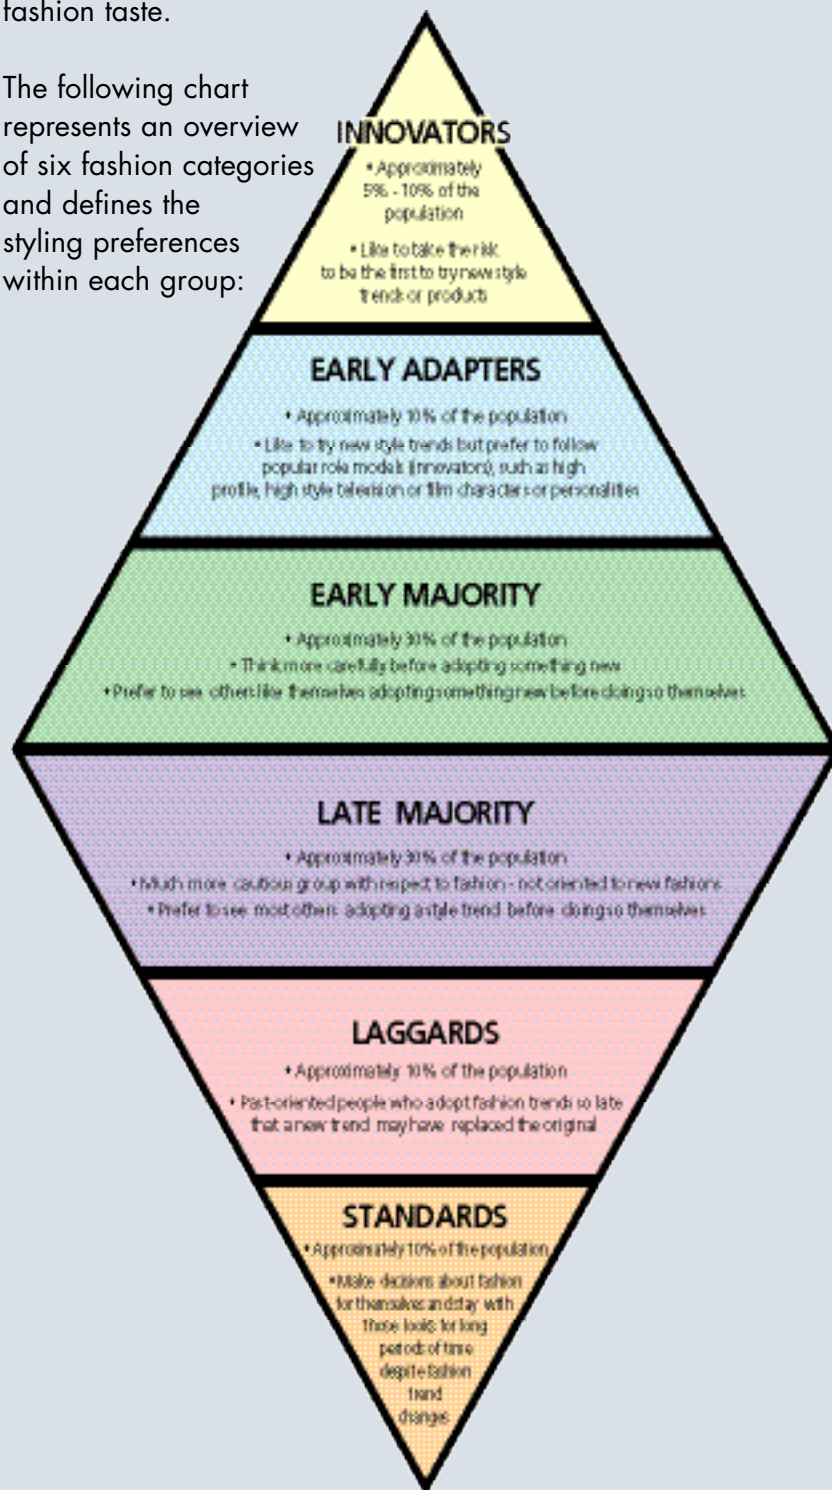 fashion taste.
The following chart
represents an overview
of six fashion categories
and defines the
styling preferences
within each group:
INNOVATORS
• Approximately
5% - 10% of the
population
• Like to take the risk
to be the first to try new style
trends or products
EARLY ADAPTERS
• Approximately 10% of the population
• Like to try new style trends but prefer to follow
popular role models (innovators), such as high
profile, high style television or film characters or personalities
EARLY MAJORITY
• Approximately 30% of the population
• Think more carefully before adopting something new
• Prefer to see others like themselves adopting something new before doing so themselves
LATE MAJORITY
• Approximately 30% of the population
• Much more cautious group with respect to fashion - not oriented to new fashions
• Prefer to see most others adopting a style trend before doing so themselves
LAGGARDS
• Approximately 10% of the population
• Past-oriented people who adopt fashion trends so late
that a new trend may have replaced the original
STANDARDS
• Approximately 10% of the population
• Make decisions about fashion
for themselves and stay with
those looks for long
periods of time
despite fashion
trend
changes